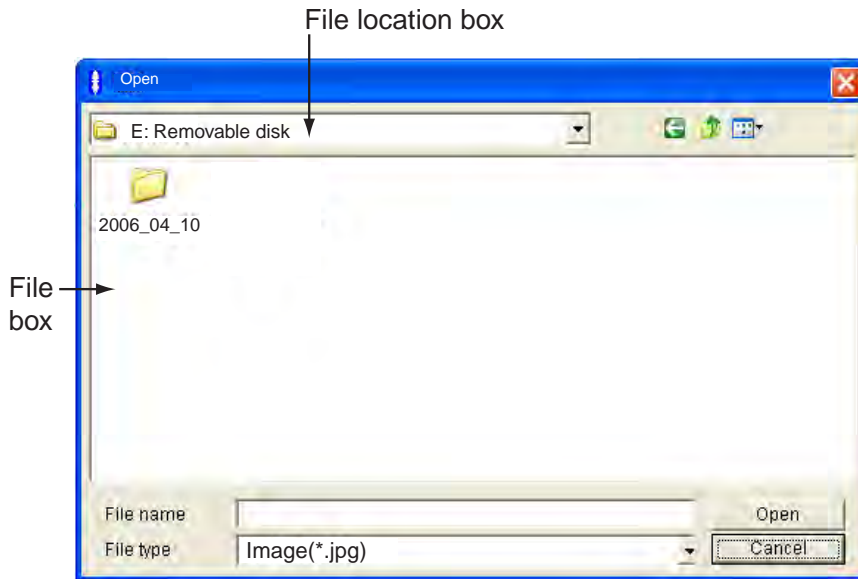 File location box
Open
E: Removable disk
2006_04_10
File
box
File name
Open
File type
Image(*.jpg)
Cancel